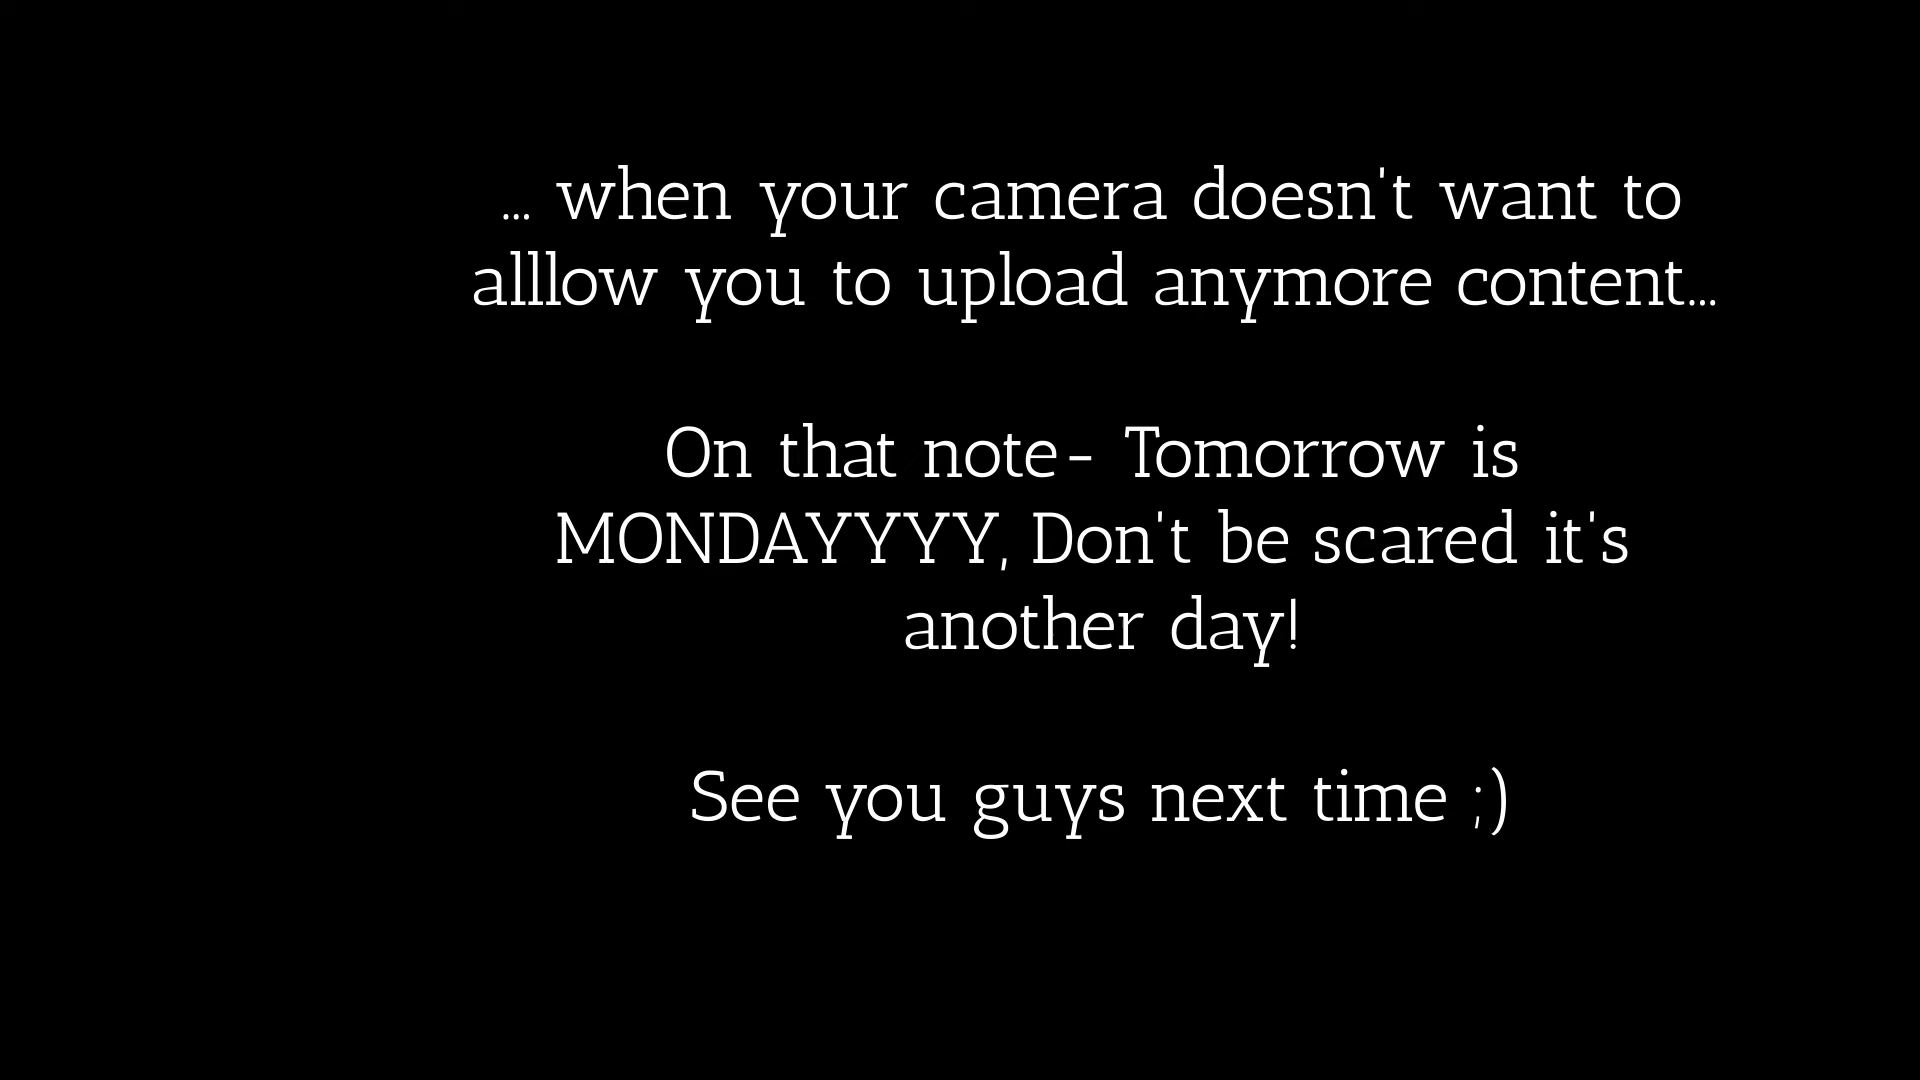 ... when your camera doesn't want to
alllow you to upload anymore content...
On that note- Tomorrow is
MONDAYYYY, Don't be scared it's
another day!
See you guys next time ;)